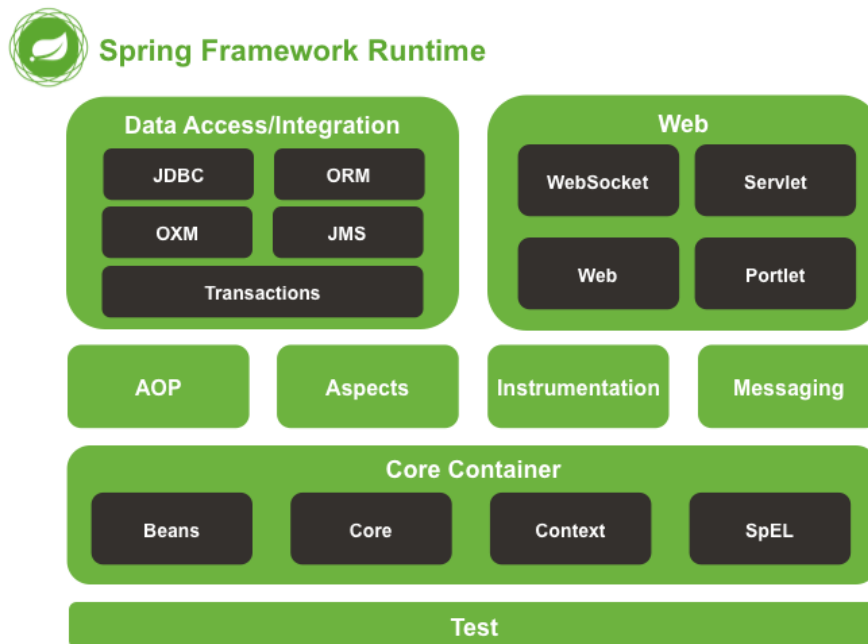 Spring Framework Runtime
Data Access/Integration
JDBC
ORM
OXM
JMS
Transactions
Web
WebSocket
Servlet
Web
Portlet
AOP
Aspects
Instrumentation
Messaging
Core Container
Beans
Core
Context
SpEL
Test